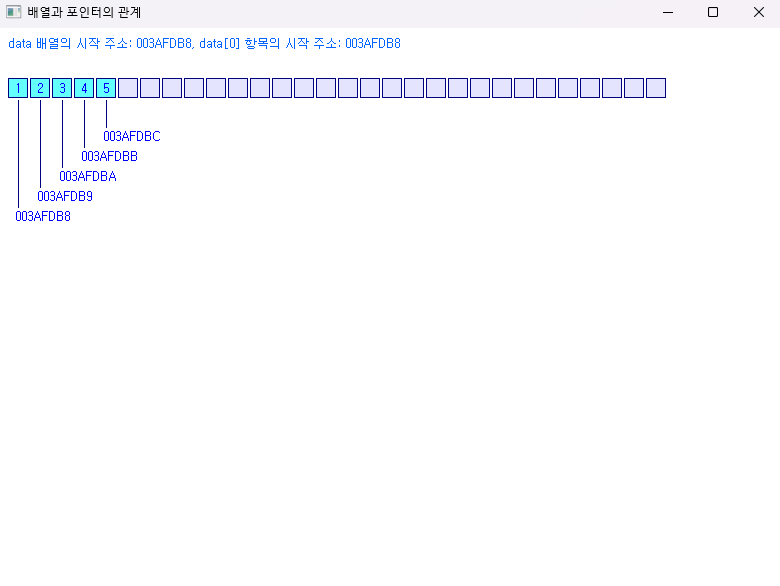 배열과 포인터의 관계
data 배열의 시작 주소: 003AFDB8, data[0] 항목의 시작 주소: 003AFDB8
1 2 3 4 5
003AFDBC
003AFDBB
003AFDBA
003AFDB9
003AFDB8